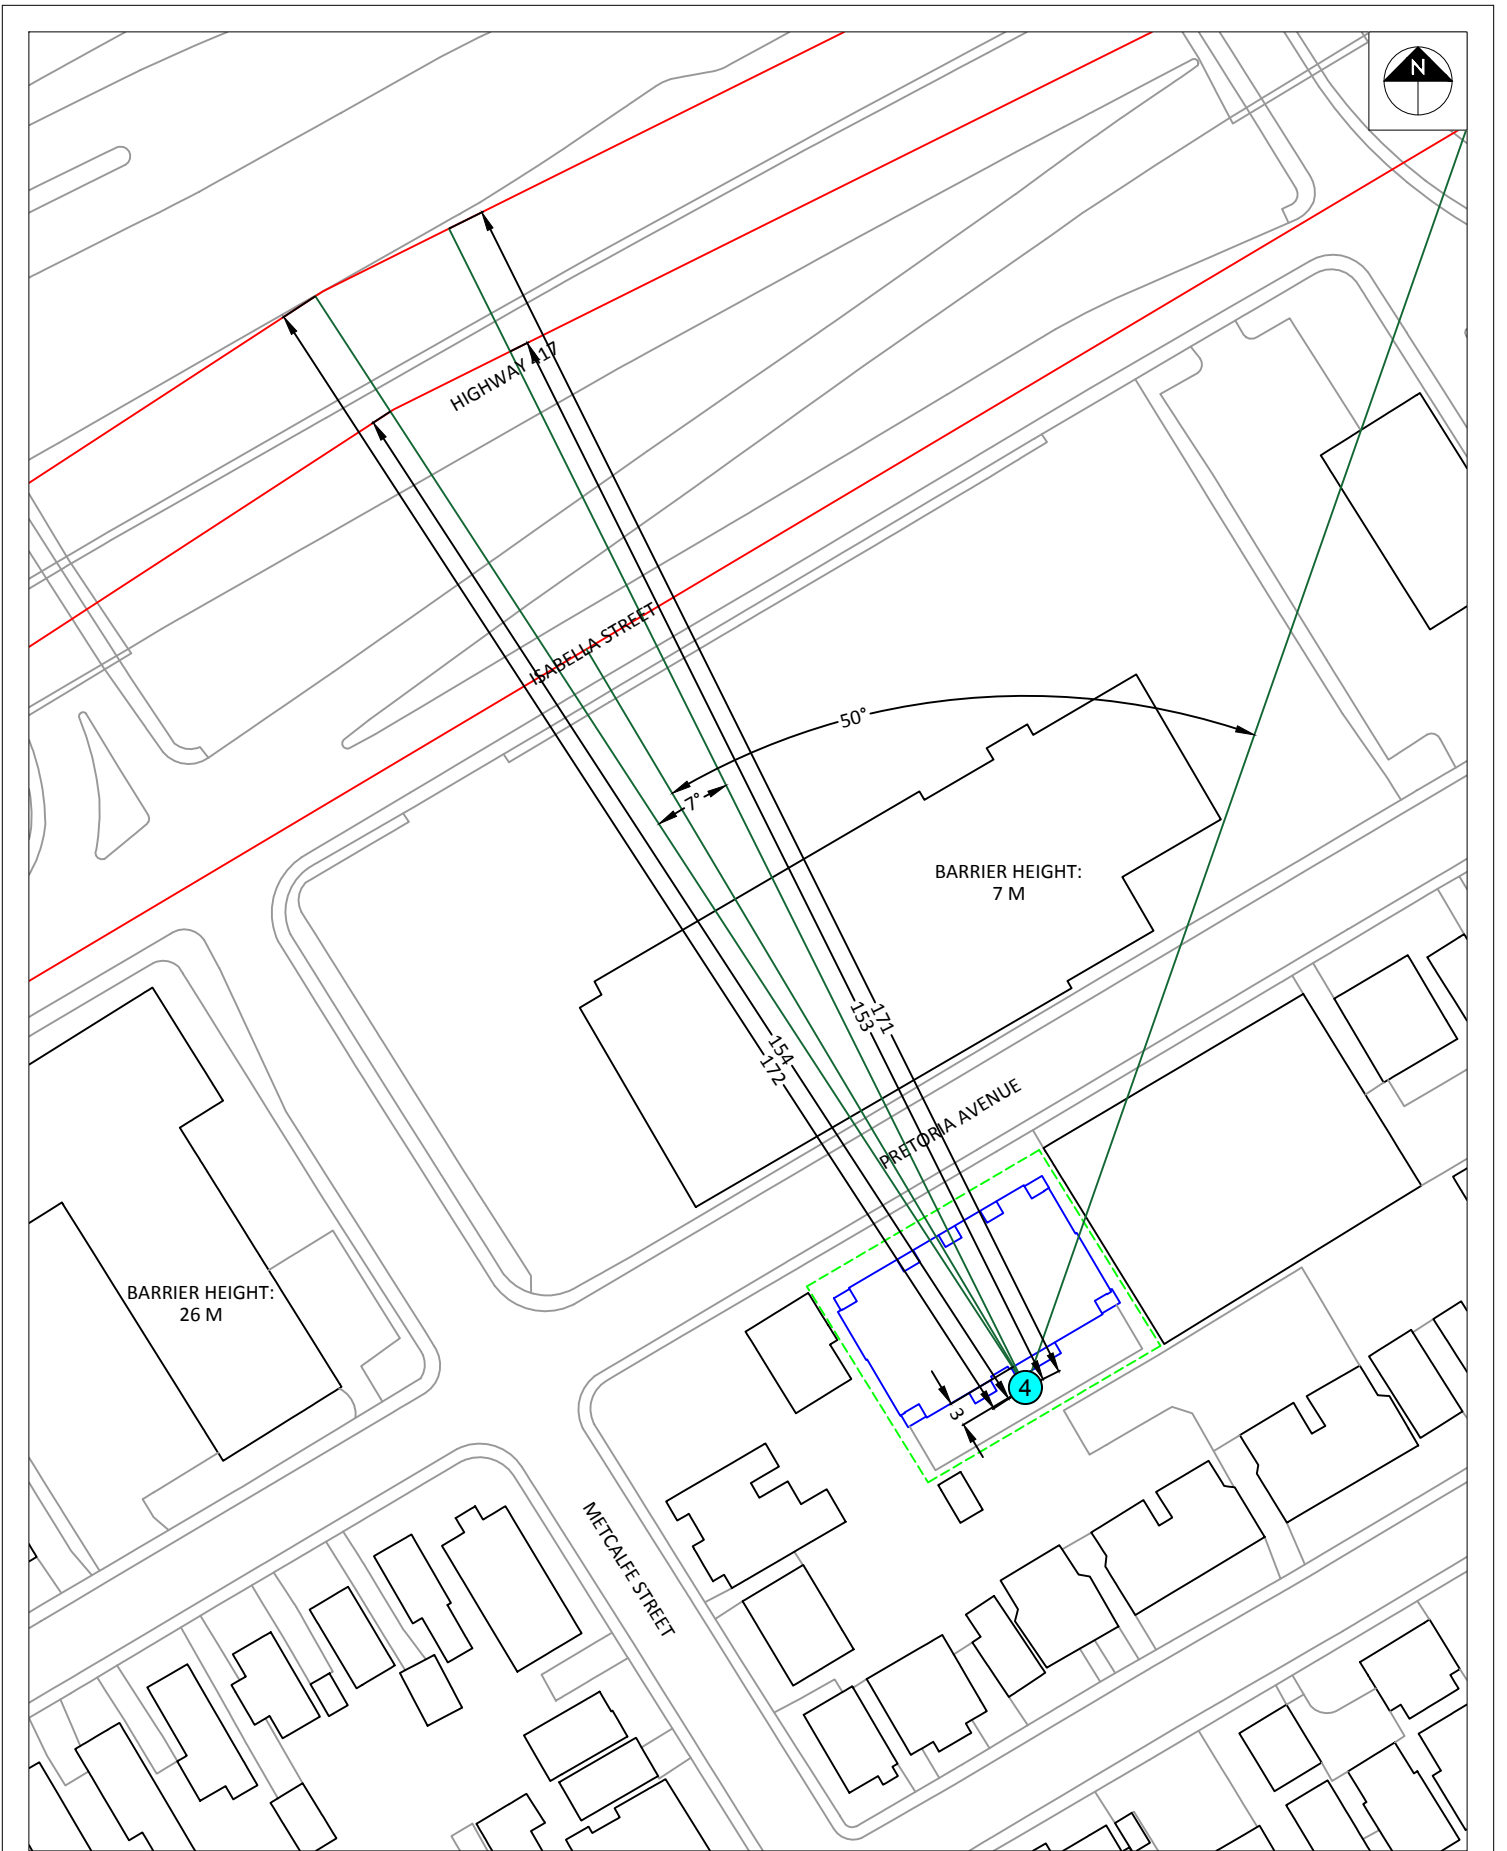 N
HIGHWAY 417
ISABELLA STREET
50°
7°
BARRIER HEIGHT:
7 M
171
153
154
172
PRETORIA AVENUE
BARRIER HEIGHT:
26 M
4
3
METCALFE STREET